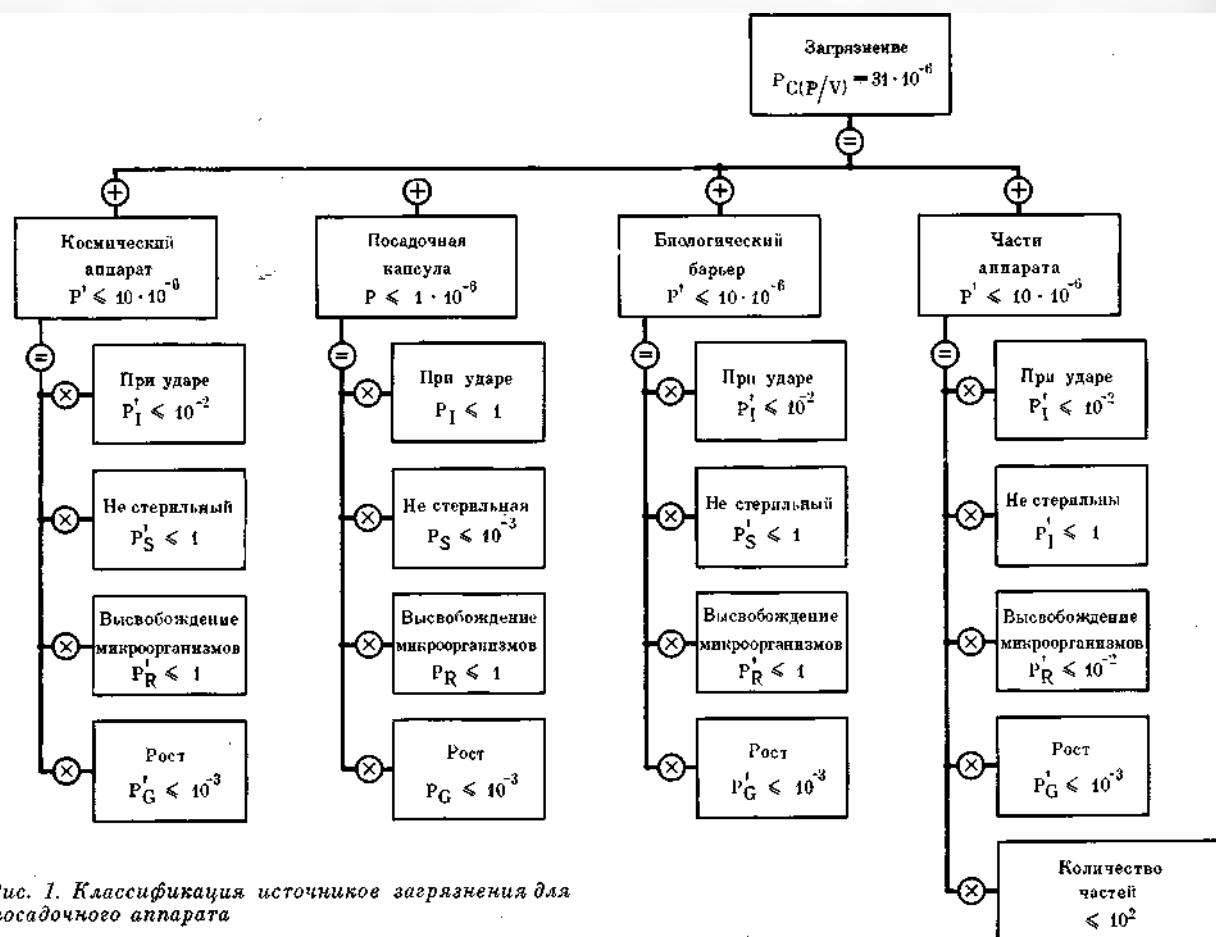 Загрязнение
P_C(P/V) = 31 · 10⁻⁶
=
+
+
+
+
Космический
аппарат
P' ⩽ 10 · 10⁻⁶
Посадочная
капсула
P ⩽ 1 · 10⁻⁶
Биологический
барьер
P' ⩽ 10 · 10⁻⁶
Части
аппарата
P' ⩽ 10 · 10⁻⁶
=
×
При ударе
P'_I ⩽ 10⁻²
×
Не стерильный
P'_S ⩽ 1
×
Высвобождение
микроорганизмов
P'_R ⩽ 1
×
Рост
P'_G ⩽ 10⁻³
=
×
При ударе
P_I ⩽ 1
×
Не стерильная
P_S ⩽ 10⁻³
×
Высвобождение
микроорганизмов
P_R ⩽ 1
×
Рост
P_G ⩽ 10⁻³
=
×
При ударе
P'_I ⩽ 10⁻²
×
Не стерильный
P'_S ⩽ 1
×
Высвобождение
микроорганизмов
P'_R ⩽ 1
×
Рост
P'_G ⩽ 10⁻³
=
×
При ударе
P'_I ⩽ 10⁻²
×
Не стерильны
P'_I ⩽ 1
×
Высвобождение
микроорганизмов
P'_R ⩽ 10⁻²
×
Рост
P'_G ⩽ 10⁻³
×
Количество
частей
⩽ 10²
ис. 1. Классификация источников загрязнения для
осадочного аппарата